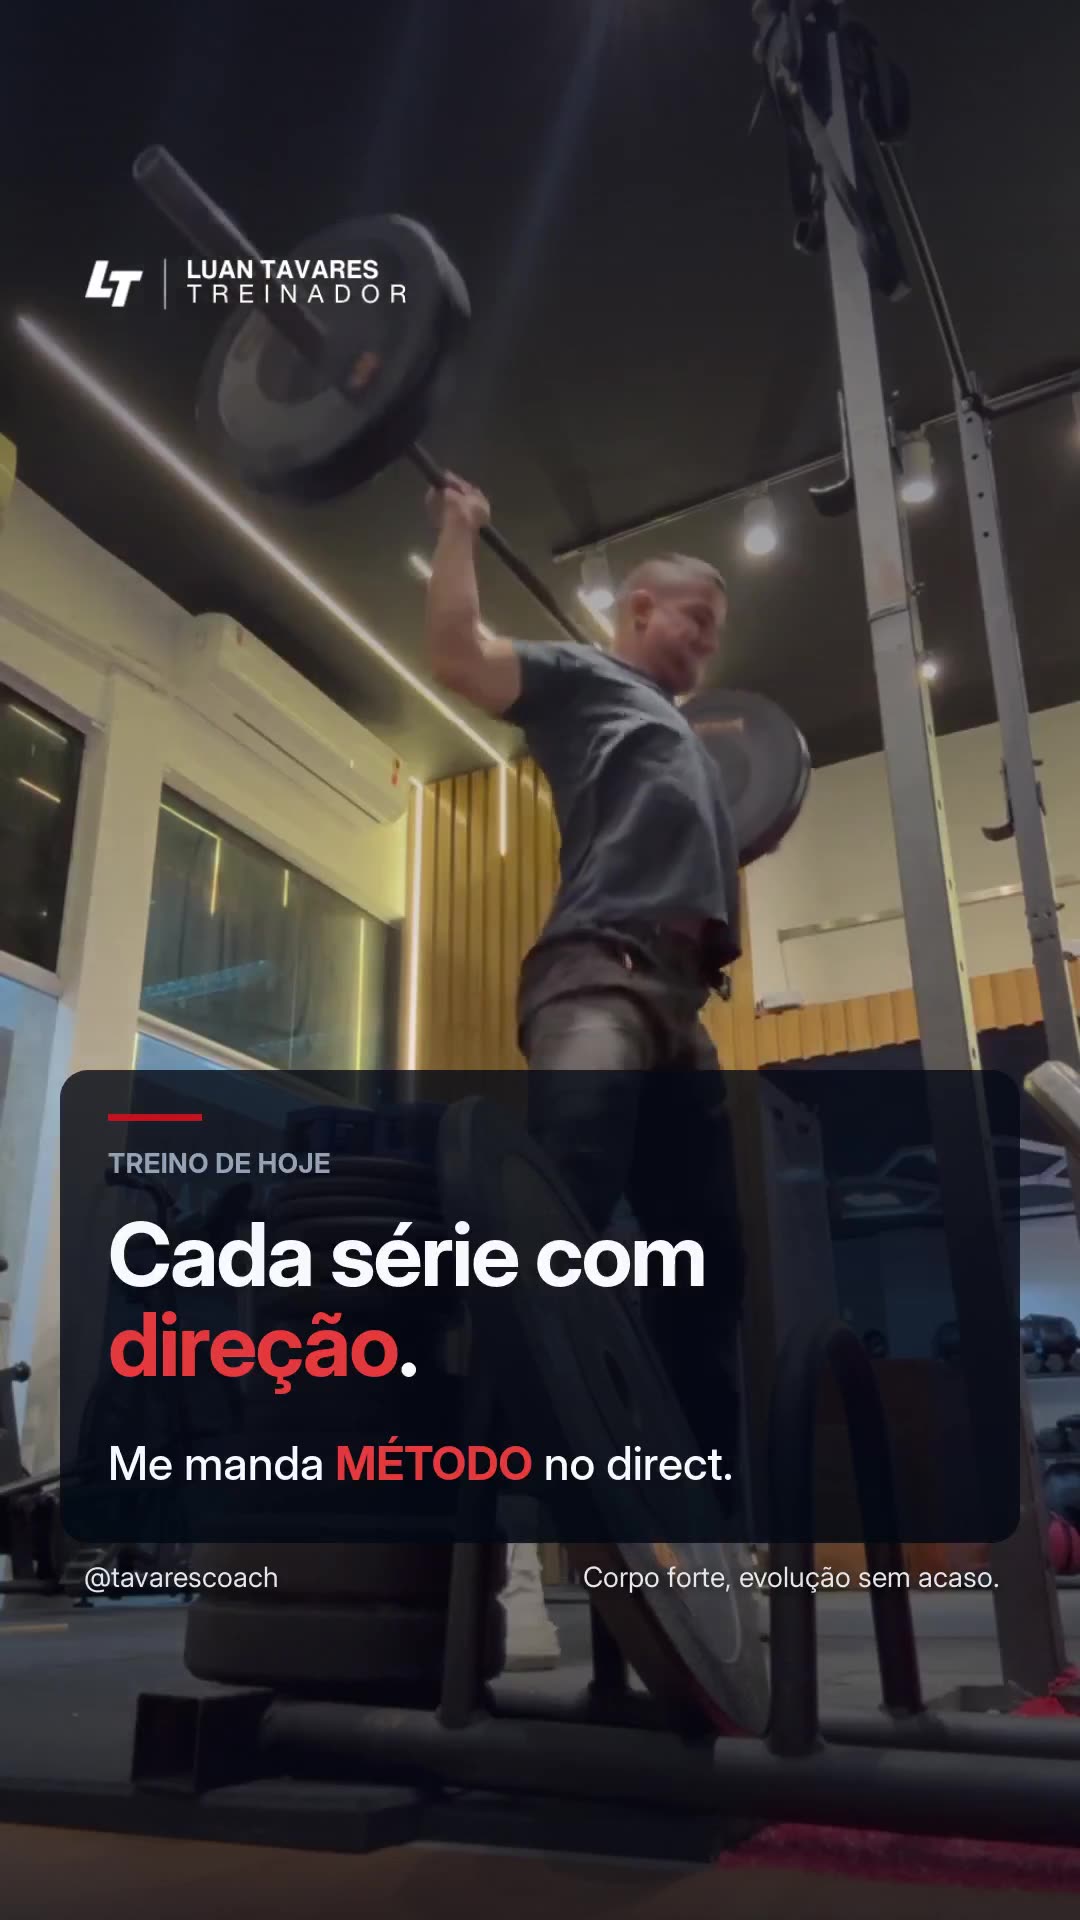 LT
LUAN TAVARES
TREINADOR
TREINO DE HOJE
Cada série com
direção.
Me manda MÉTODO no direct.
@tavarescoach
Corpo forte, evolução sem acaso.